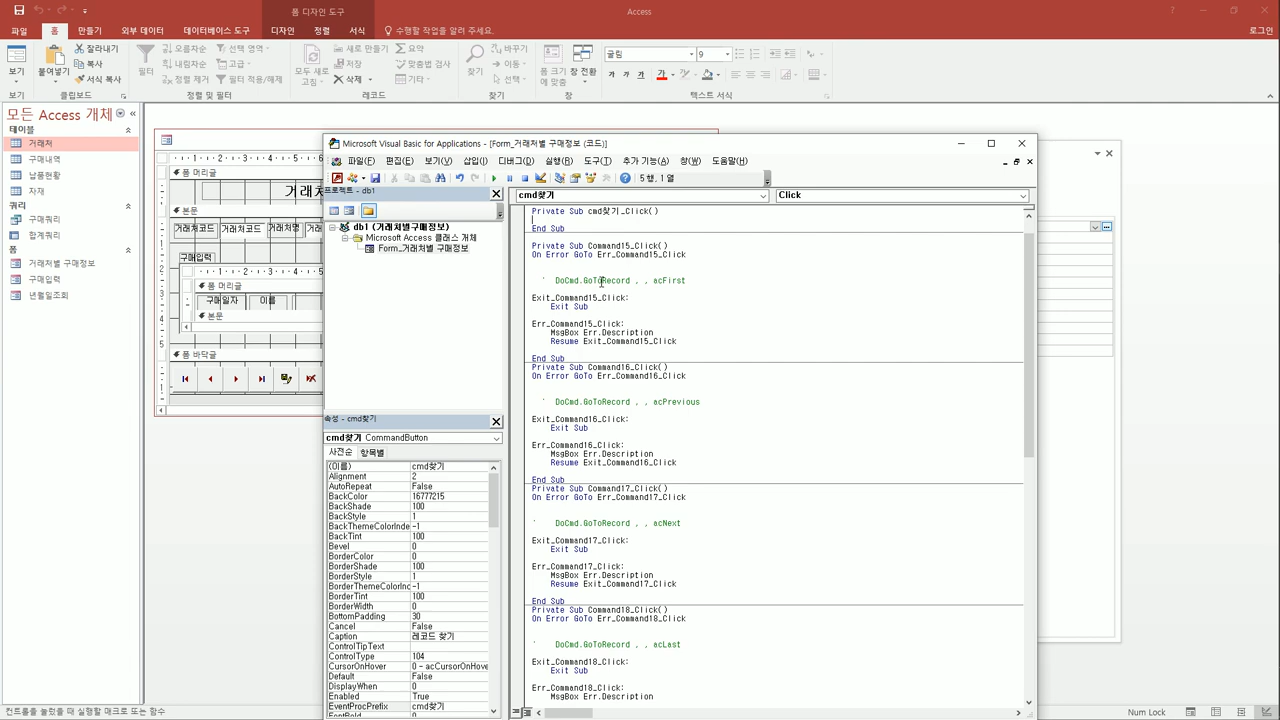 폼 디자인 도구
Access
파일
홈
만들기
외부 데이터
데이터베이스 도구
디자인
정렬
서식
수행할 작업을 알려 주세요.
로그인
보기
붙여넣기
잘라내기
복사
서식 복사
필터
오름차순
내림차순
정렬 제거
선택
고급
필터 적용/해제
모두 새로
고침
새로 만들기
저장
삭제
요약
맞춤법 검사
기타
찾기
바꾸기
이동
선택
폼 크기
에 맞춤
창 전환
굴림
9
가 가 가
보기
클립보드
정렬 및 필터
레코드
찾기
창
텍스트 서식
모든 Access 개체
테이블
거래처
구매내역
납품현황
자재
쿼리
구매쿼리
합계쿼리
폼
거래처별 구매정보
구매입력
년월일조회
폼 머리글
거래처
본문
거래처코드
거래처코드
거래처명
구매입력
폼 머리글
구매일자
이름
본문
폼 바닥글
Microsoft Visual Basic for Applications - [Form_거래처별 구매정보 (코드)]
파일(F)
편집(E)
보기(V)
삽입(I)
디버그(D)
실행(R)
도구(T)
추가 기능(A)
창(W)
도움말(H)
5 행, 1 열
프로젝트 - db1
db1 (거래처별구매정보)
Microsoft Access 클래스 개체
Form_거래처별 구매정보
속성 - cmd찾기
cmd찾기 CommandButton
사전순
항목별
(이름) cmd찾기
Alignment 2
AutoRepeat False
BackColor 16777215
BackShade 100
BackStyle 1
BackThemeColorInde -1
BackTint 100
Bevel 0
BorderColor 0
BorderShade 100
BorderStyle 1
BorderThemeColorInc -1
BorderTint 100
BorderWidth 0
BottomPadding 30
Cancel False
Caption 레코드 찾기
ControlTipText
ControlType 104
CursorOnHover 0 - acCursorOnHove
Default False
DisplayWhen 0
Enabled True
EventProcPrefix cmd찾기
cmd찾기
Click
Private Sub cmd찾기_Click()
End Sub
Private Sub Command15_Click()
On Error GoTo Err_Command15_Click
' DoCmd.GoToRecord , , acFirst
Exit_Command15_Click:
Exit Sub
Err_Command15_Click:
MsgBox Err.Description
Resume Exit_Command15_Click
End Sub
Private Sub Command16_Click()
On Error GoTo Err_Command16_Click
' DoCmd.GoToRecord , , acPrevious
Exit_Command16_Click:
Exit Sub
Err_Command16_Click:
MsgBox Err.Description
Resume Exit_Command16_Click
End Sub
Private Sub Command17_Click()
On Error GoTo Err_Command17_Click
' DoCmd.GoToRecord , , acNext
Exit_Command17_Click:
Exit Sub
Err_Command17_Click:
MsgBox Err.Description
Resume Exit_Command17_Click
End Sub
Private Sub Command18_Click()
On Error GoTo Err_Command18_Click
' DoCmd.GoToRecord , , acLast
Exit_Command18_Click:
Exit Sub
Err_Command18_Click:
MsgBox Err.Description
컨트롤을 눌렀을 때 실행할 매크로 또는 함수
Num Lock